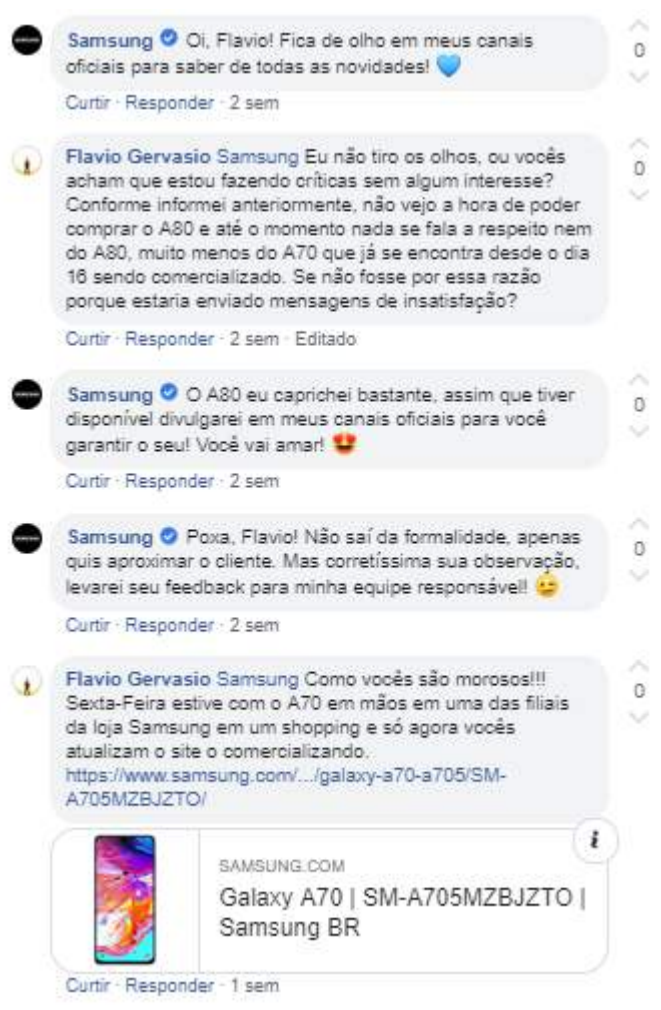 Samsung Oi, Flavio! Fica de olho em meus canais
oficiais para saber de todas as novidades!
0
Curtir · Responder · 2 sem
Flavio Gervasio Samsung Eu não tiro os olhos, ou vocês
acham que estou fazendo críticas sem algum interesse?
Conforme informei anteriormente, não vejo a hora de poder
comprar o A80 e até o momento nada se fala a respeito nem
do A80, muito menos do A70 que já se encontra desde o dia
16 sendo comercializado. Se não fosse por essa razão
porque estaria enviado mensagens de insatisfação?
0
Curtir · Responder · 2 sem · Editado
Samsung O A80 eu caprichei bastante, assim que tiver
disponível divulgarei em meus canais oficiais para você
garantir o seu! Você vai amar!
0
Curtir · Responder · 2 sem
Samsung Poxa, Flavio! Não saí da formalidade, apenas
quis aproximar o cliente. Mas corretíssima sua observação,
levarei seu feedback para minha equipe responsável!
0
Curtir · Responder · 2 sem
Flavio Gervasio Samsung Como vocês são morosos!!!
Sexta-Feira estive com o A70 em mãos em uma das filiais
da loja Samsung em um shopping e só agora vocês
atualizam o site o comercializando.
https://www.samsung.com/.../galaxy-a70-a705/SM-
A705MZBJZTO/
0
i
SAMSUNG.COM
Galaxy A70 | SM-A705MZBJZTO |
Samsung BR
Curtir · Responder · 1 sem